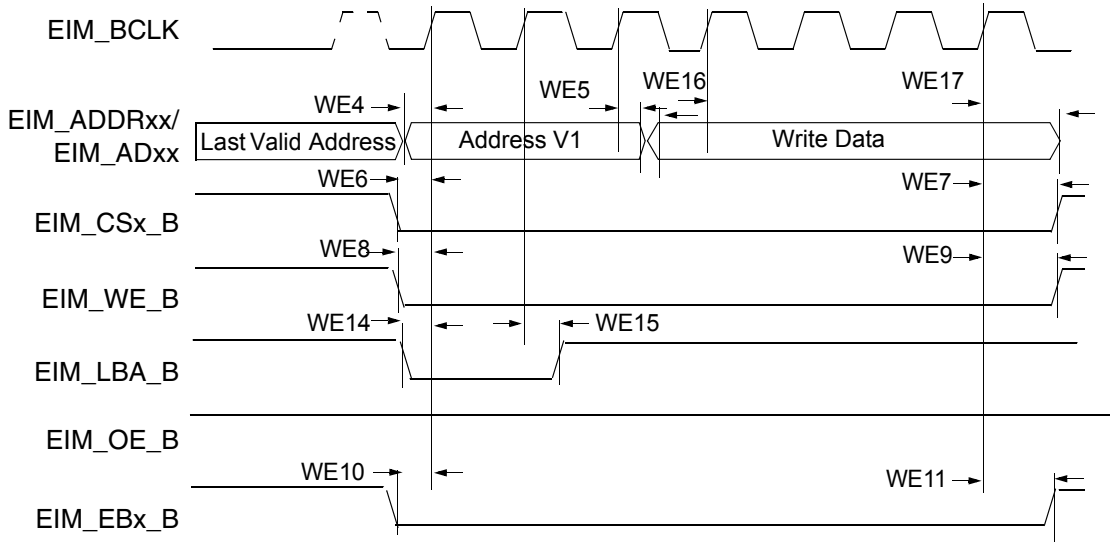 EIM_BCLK
WE5
WE16
WE17
WE4
EIM_ADDRxx/
EIM_ADxx
Last Valid Address
Address V1
Write Data
WE6
WE7
EIM_CSx_B
WE8
WE9
EIM_WE_B
WE14
WE15
EIM_LBA_B
EIM_OE_B
WE10
WE11
EIM_EBx_B